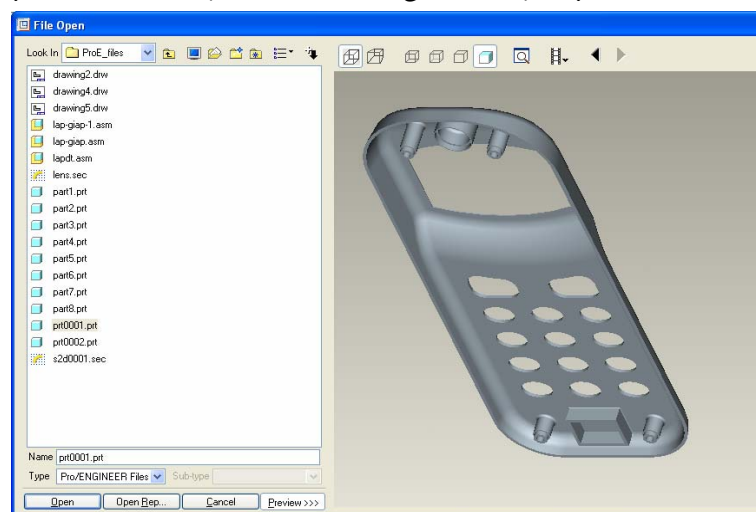 File Open
Look In ProE_files
drawing2.drw
drawing4.drw
drawing5.drw
lap-giap-1.asm
lap-giap.asm
lapdt.asm
lens.sec
part1.prt
part2.prt
part3.prt
part4.prt
part5.prt
part6.prt
part7.prt
part8.prt
prt0001.prt
prt0002.prt
s2d0001.sec
Name prt0001.prt
Type Pro/ENGINEER Files Sub-type
Open Open Rep... Cancel Preview >>>